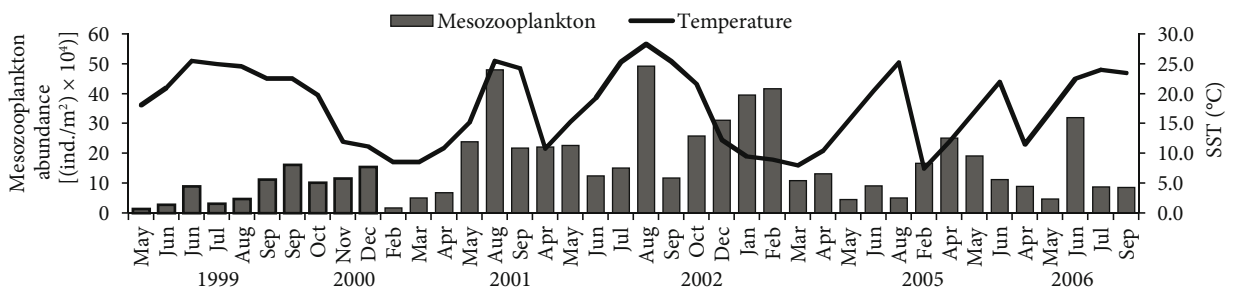 Mesozooplankton Temperature
Mesozooplankton
abundance
[(ind./m²) × 10⁴)]
60
50
40
30
20
10
0
30.0
25.0
20.0
15.0
10.0
5.0
0.0
SST (°C)
May Jun Jun Jul Aug Sep Sep Oct Nov Dec Feb Mar Apr May Aug Sep Apr May Jun Jul Aug Sep Oct Dec Jan Feb Mar Apr May Jun Aug Feb Apr May Jun Apr May Jun Jul Sep
1999 2000 2001 2002 2005 2006